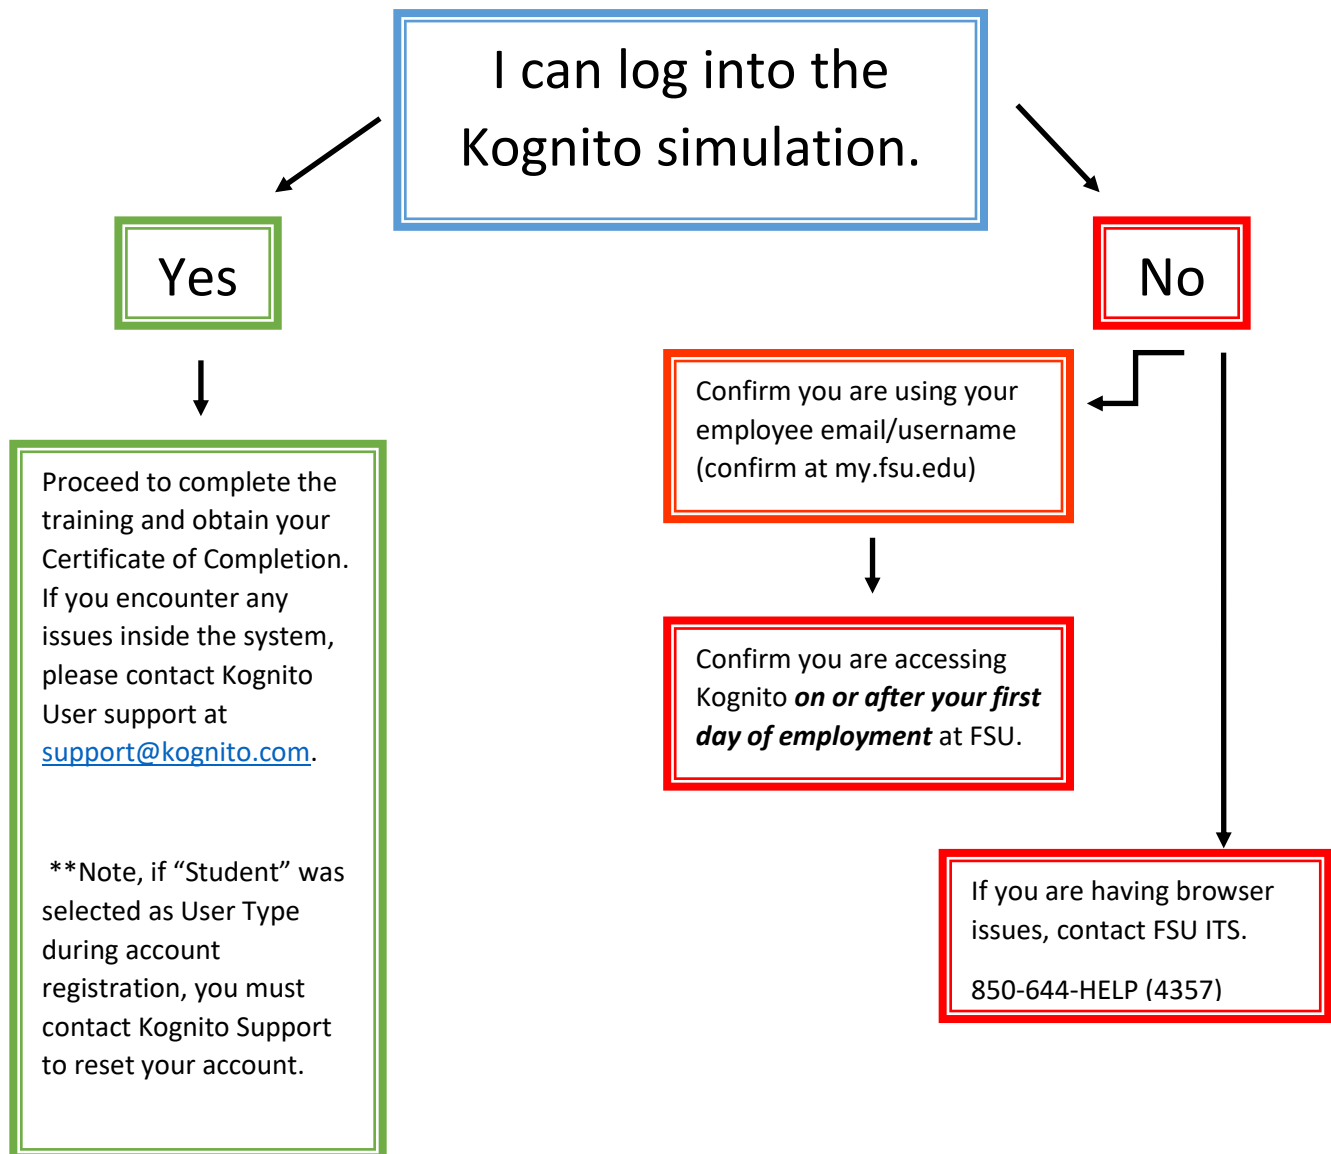 I can log into the
Kognito simulation.
Yes
No
Proceed to complete the
training and obtain your
Certificate of Completion.
If you encounter any
issues inside the system,
please contact Kognito
User support at
support@kognito.com.
**Note, if “Student” was
selected as User Type
during account
registration, you must
contact Kognito Support
to reset your account.
Confirm you are using your
employee email/username
(confirm at my.fsu.edu)
Confirm you are accessing
Kognito on or after your first
day of employment at FSU.
If you are having browser
issues, contact FSU ITS.
850-644-HELP (4357)